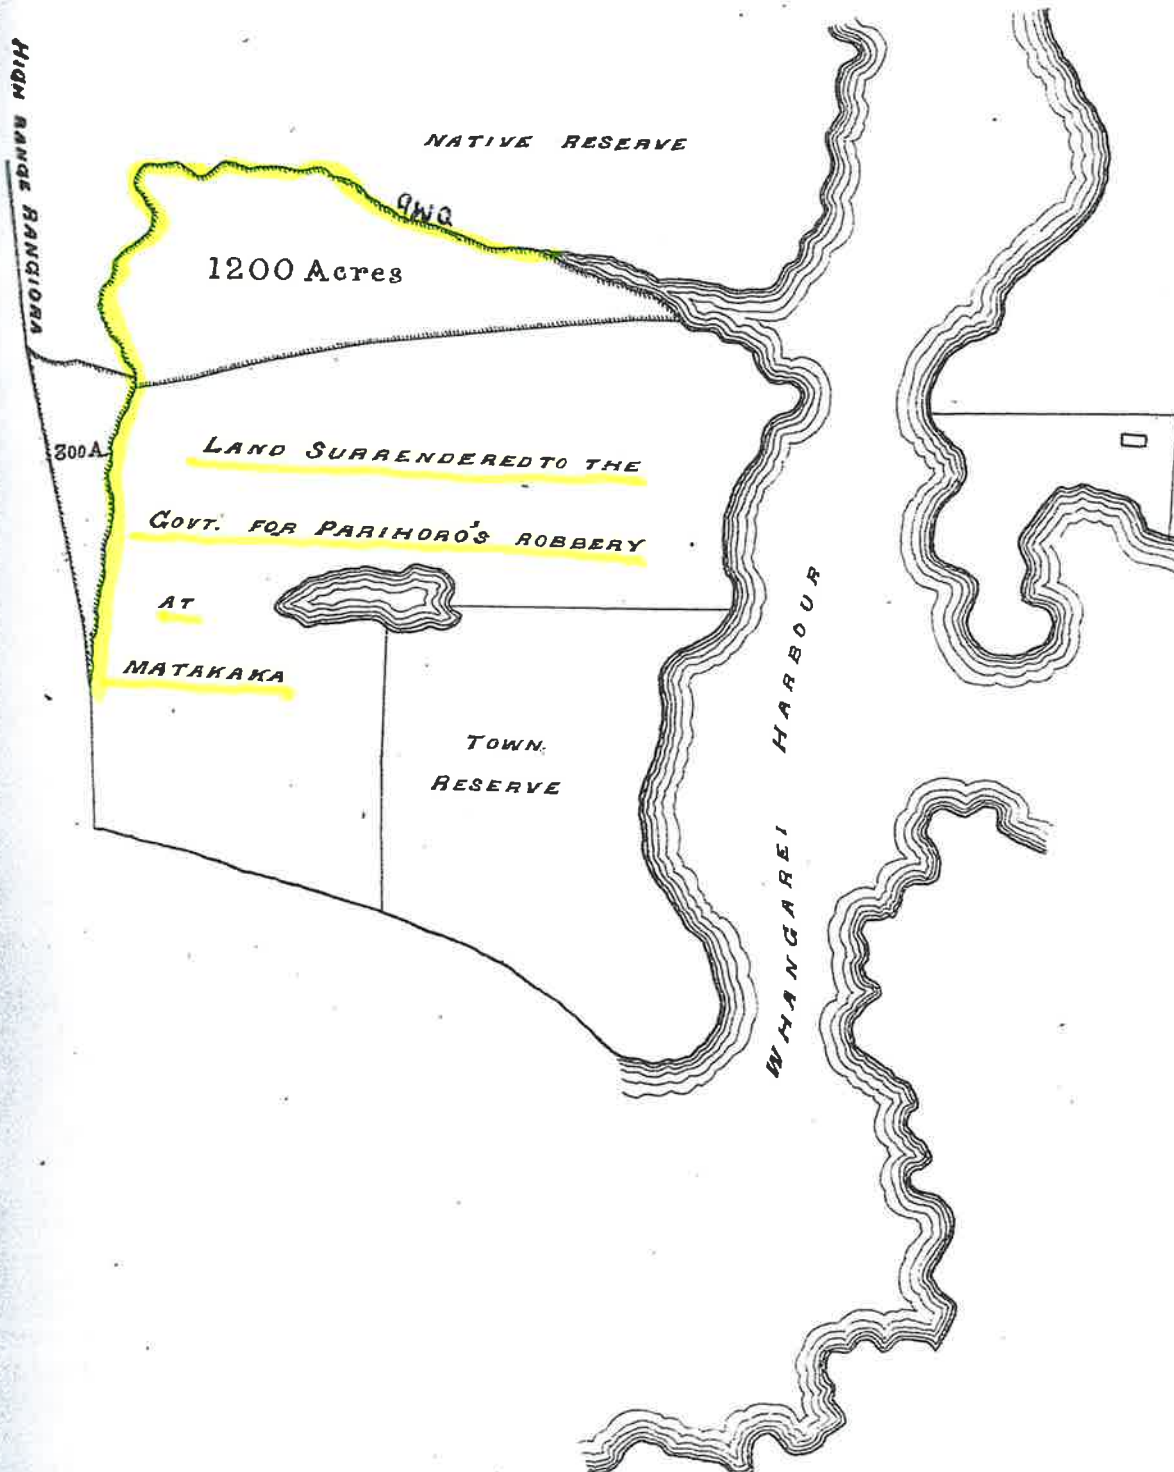 HIGH RANGE RANGIORA
NATIVE RESERVE
1200 Acres
LAND SURRENDERED TO THE
GOVT. FOR PARIHORO'S ROBBERY
AT
MATAKAKA
TOWN
RESERVE
WHANGAREI HARBOUR